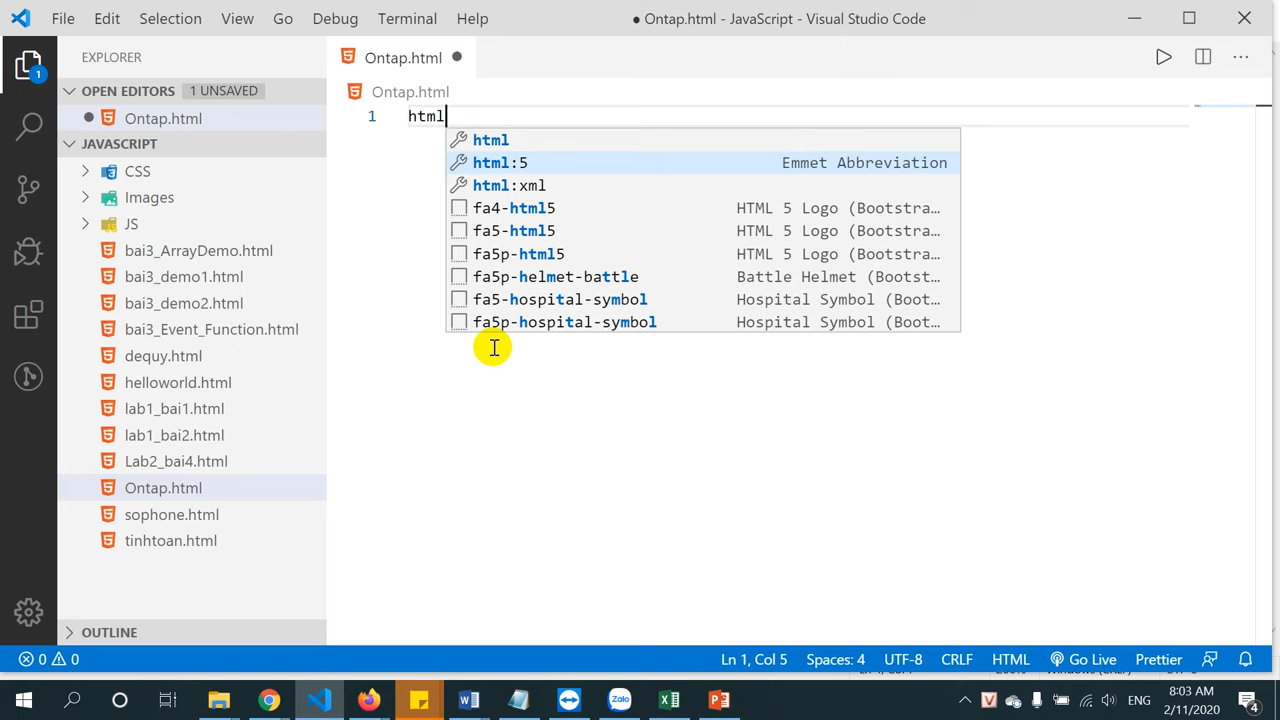 File Edit Selection View Go Debug Terminal Help
● Ontap.html - JavaScript - Visual Studio Code
EXPLORER
OPEN EDITORS 1 UNSAVED
Ontap.html
JAVASCRIPT
CSS
Images
JS
bai3_ArrayDemo.html
bai3_demo1.html
bai3_demo2.html
bai3_Event_Function.html
dequy.html
helloworld.html
lab1_bai1.html
lab1_bai2.html
Lab2_bai4.html
Ontap.html
sophone.html
tinhtoan.html
OUTLINE
1
Ontap.html
Ontap.html
1 html
html
html:5 Emmet Abbreviation
html:xml
fa4-html5 HTML 5 Logo (Bootstra…
fa5-html5 HTML 5 Logo (Bootstra…
fa5p-html5 HTML 5 Logo (Bootstra…
fa5p-helmet-battle Battle Helmet (Bootst…
fa5-hospital-symbol Hospital Symbol (Boo…
fa5p-hospital-symbol Hospital Symbol (Boot…
0 0
Ln 1, Col 5 Spaces: 4 UTF-8 CRLF HTML Go Live Prettier
ENG
8:03 AM
2/11/2020
4